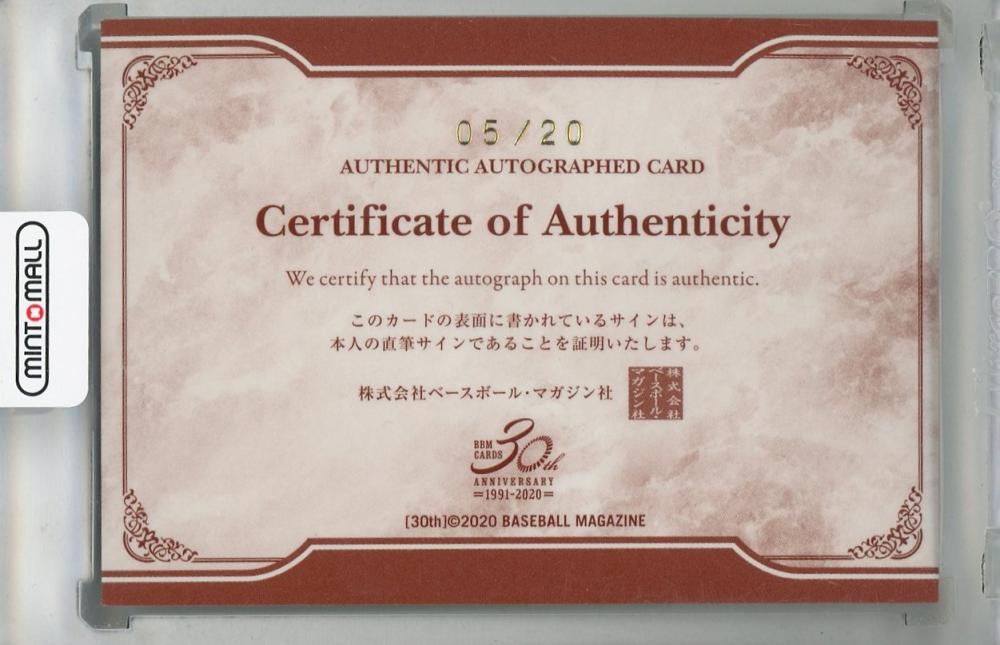 05/20
AUTHENTIC AUTOGRAPHED CARD
Certificate of Authenticity
We certify that the autograph on this card is authentic.
このカードの表面に書かれているサインは、
本人の直筆サインであることを証明いたします。
株式会社ベースボール・マガジン社
株式会社
ベースボール・
マガジン社
BBM
CARDS
30th
ANNIVERSARY
=1991-2020=
[30th]©2020 BASEBALL MAGAZINE
MINT MALL